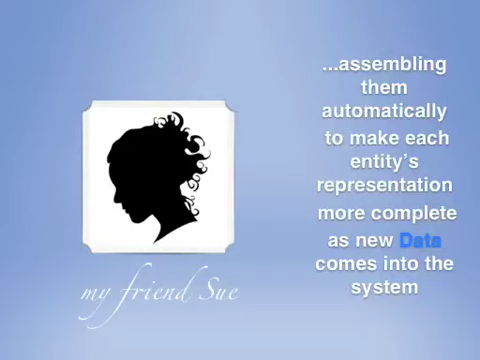 ...assembling
them
automatically
to make each
entity's
representation
more complete
as new Data
comes into the
system
my friend Sue